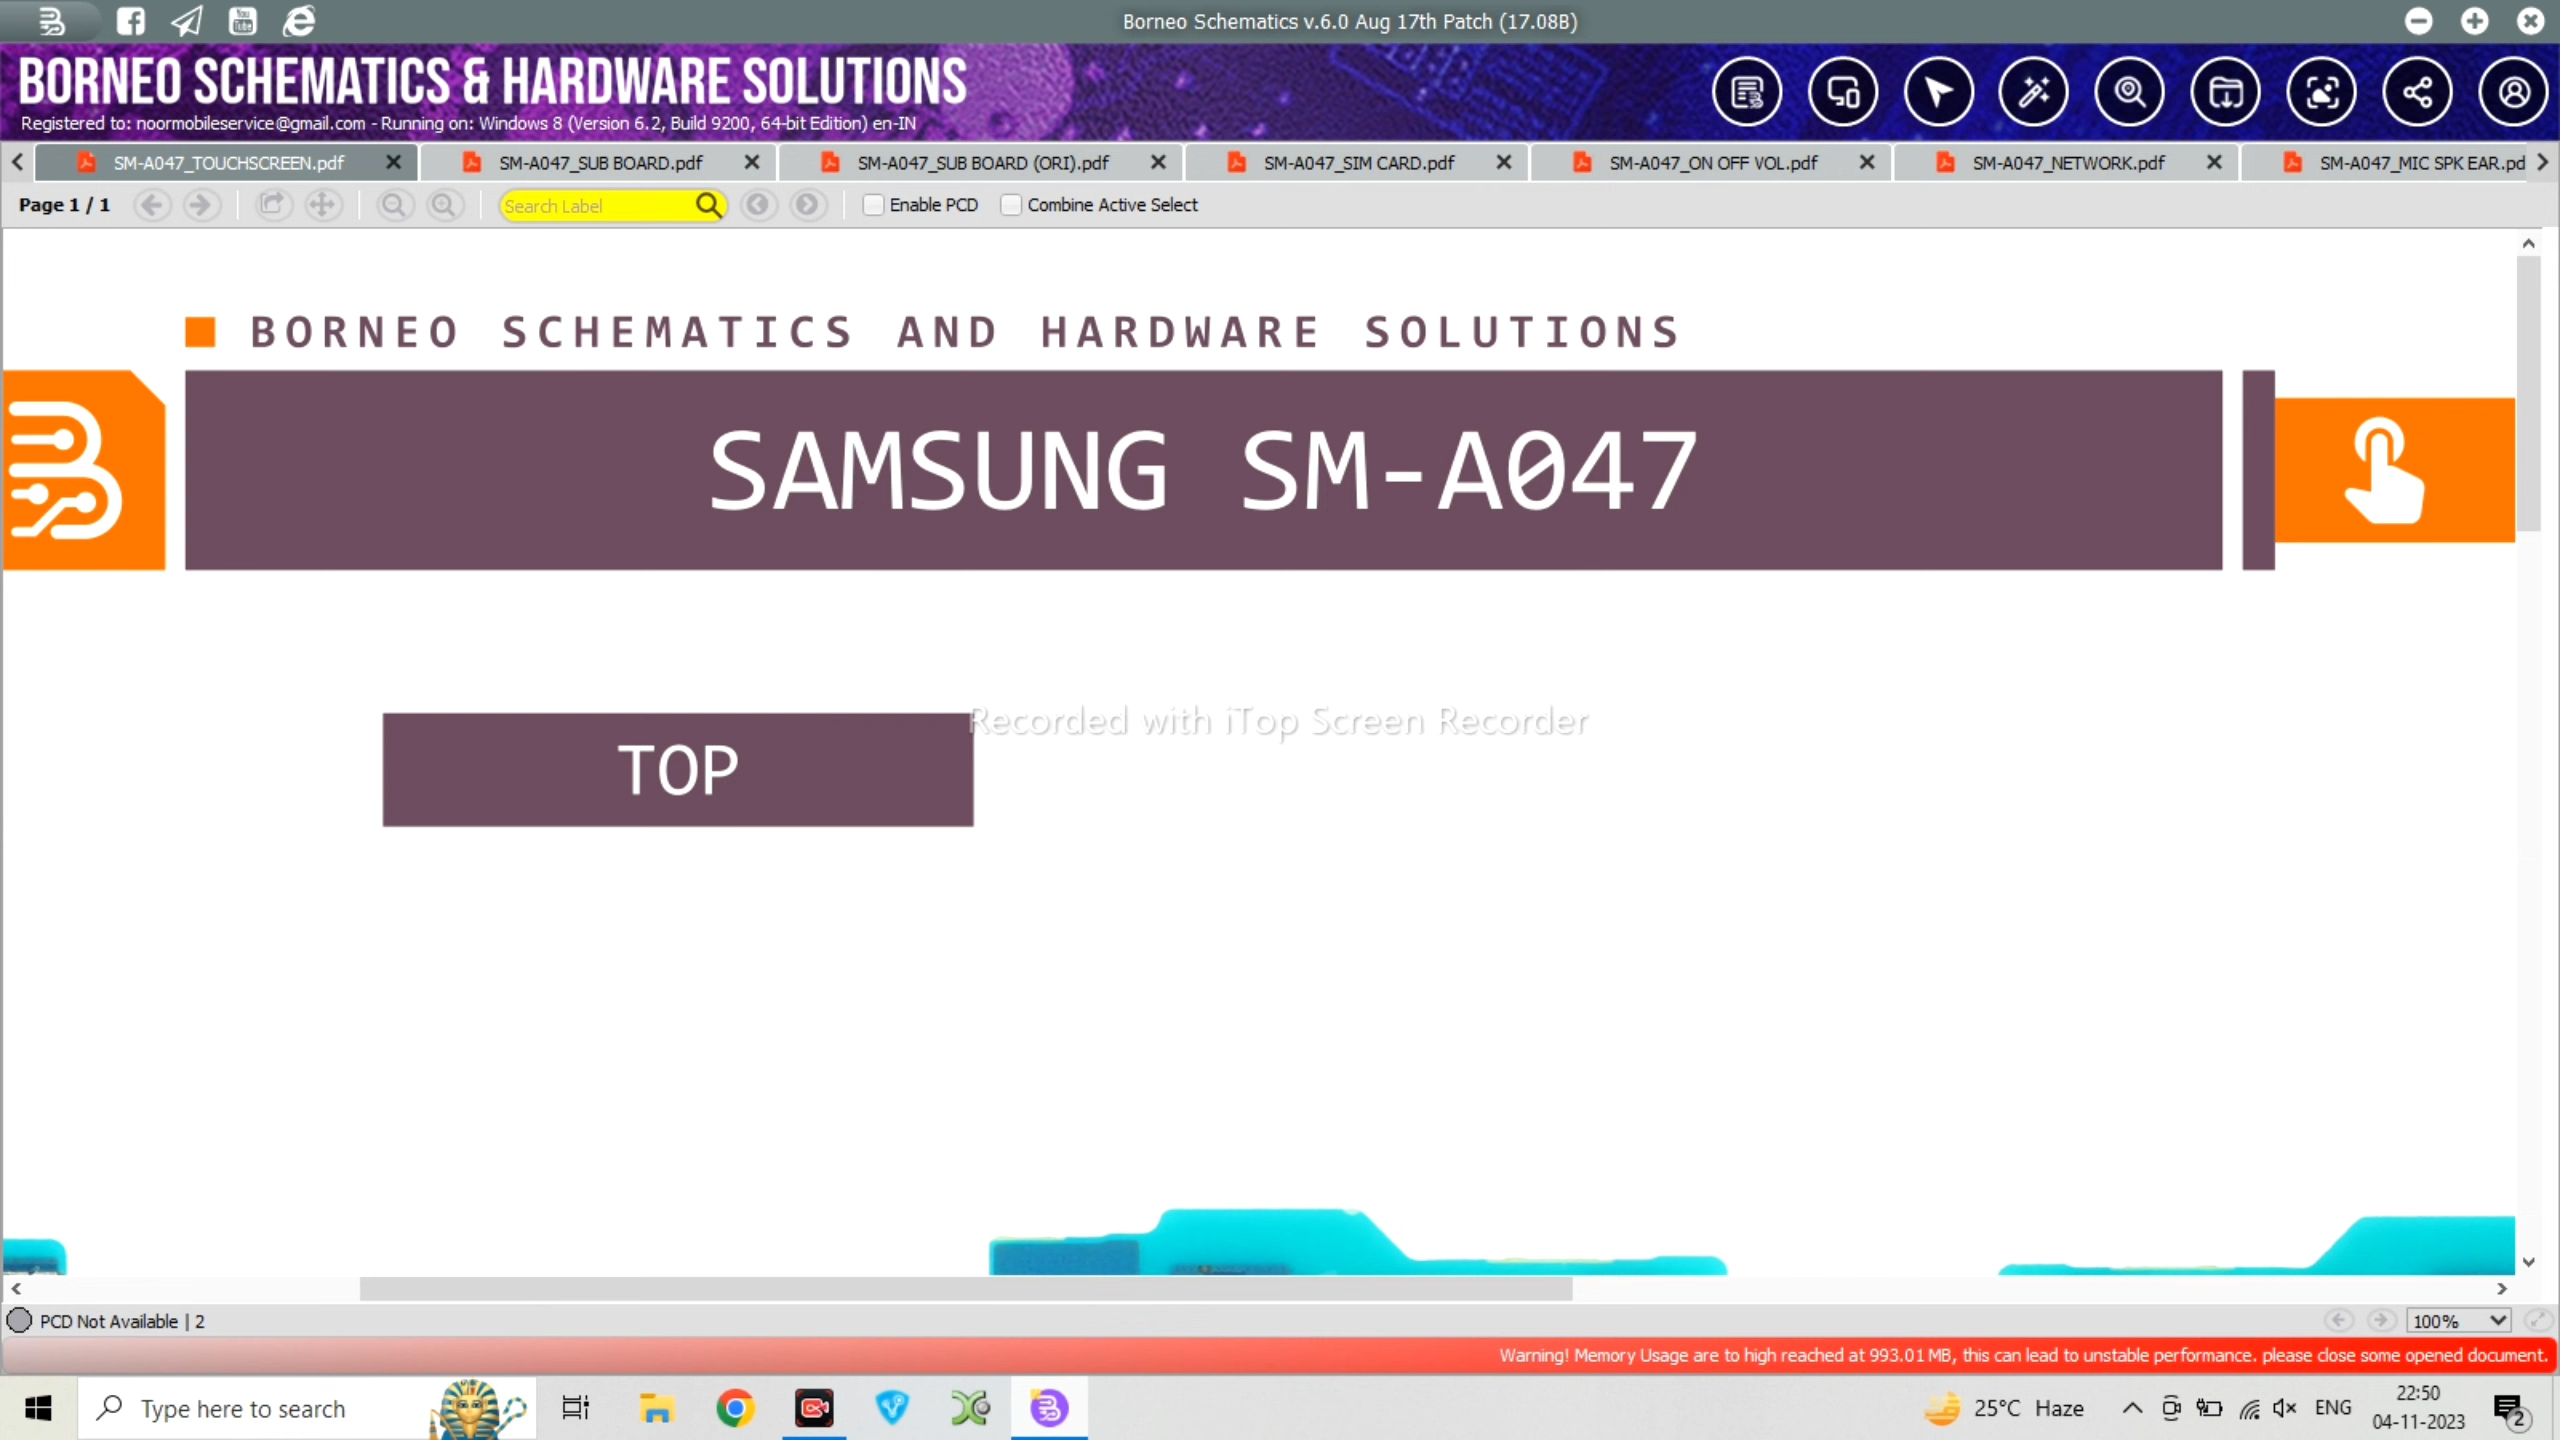 Borneo Schematics v.6.0 Aug 17th Patch (17.08B)
BORNEO SCHEMATICS & HARDWARE SOLUTIONS
Registered to: noormobileservice@gmail.com - Running on: Windows 8 (Version 6.2, Build 9200, 64-bit Edition) en-IN
SM-A047_TOUCHSCREEN.pdf SM-A047_SUB BOARD.pdf SM-A047_SUB BOARD (ORI).pdf SM-A047_SIM CARD.pdf SM-A047_ON OFF VOL.pdf SM-A047_NETWORK.pdf SM-A047_MIC SPK EAR.pd
Page 1 / 1 Search Label Enable PCD Combine Active Select
BORNEO SCHEMATICS AND HARDWARE SOLUTIONS
SAMSUNG SM-A047
Recorded with iTop Screen Recorder
TOP
PCD Not Available | 2 100%
Warning! Memory Usage are to high reached at 993.01 MB, this can lead to unstable performance. please close some opened document.
Type here to search 25°C Haze ENG 22:50
04-11-2023 2